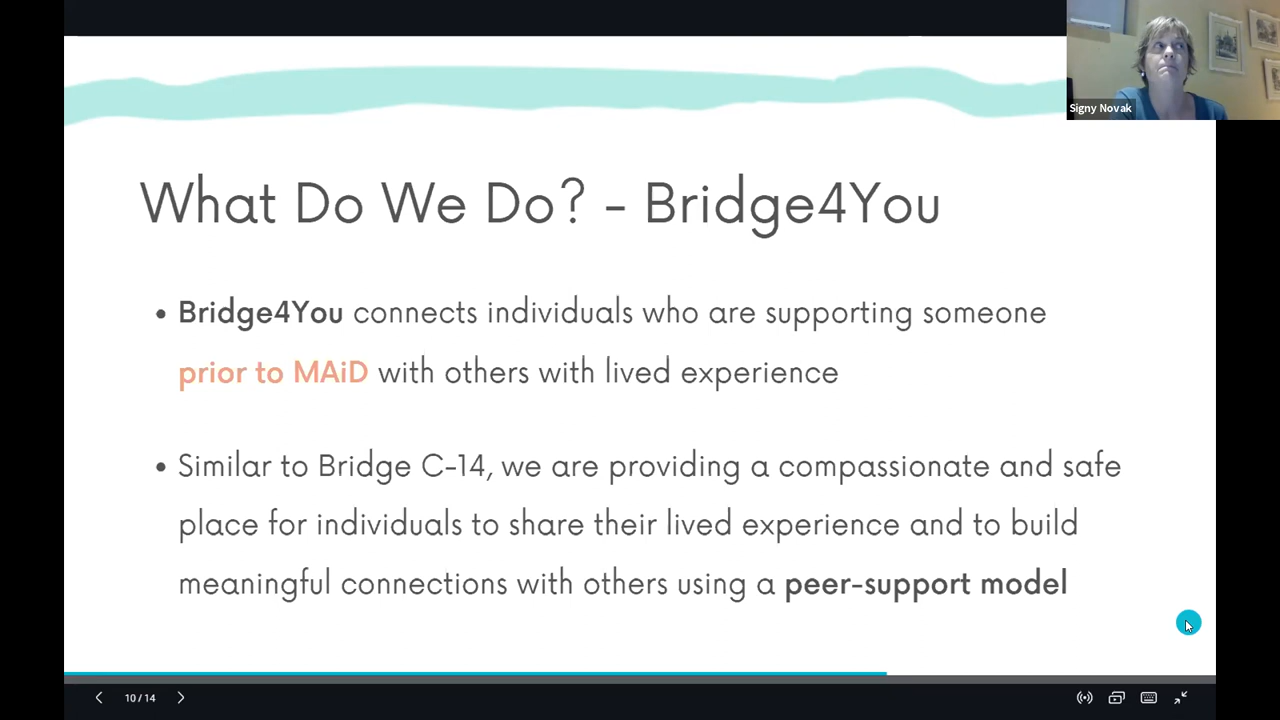 Signy Novak
What Do We Do? - Bridge4You
• Bridge4You connects individuals who are supporting someone
prior to MAiD with others with lived experience
• Similar to Bridge C-14, we are providing a compassionate and safe
place for individuals to share their lived experience and to build
meaningful connections with others using a peer-support model
10 / 14